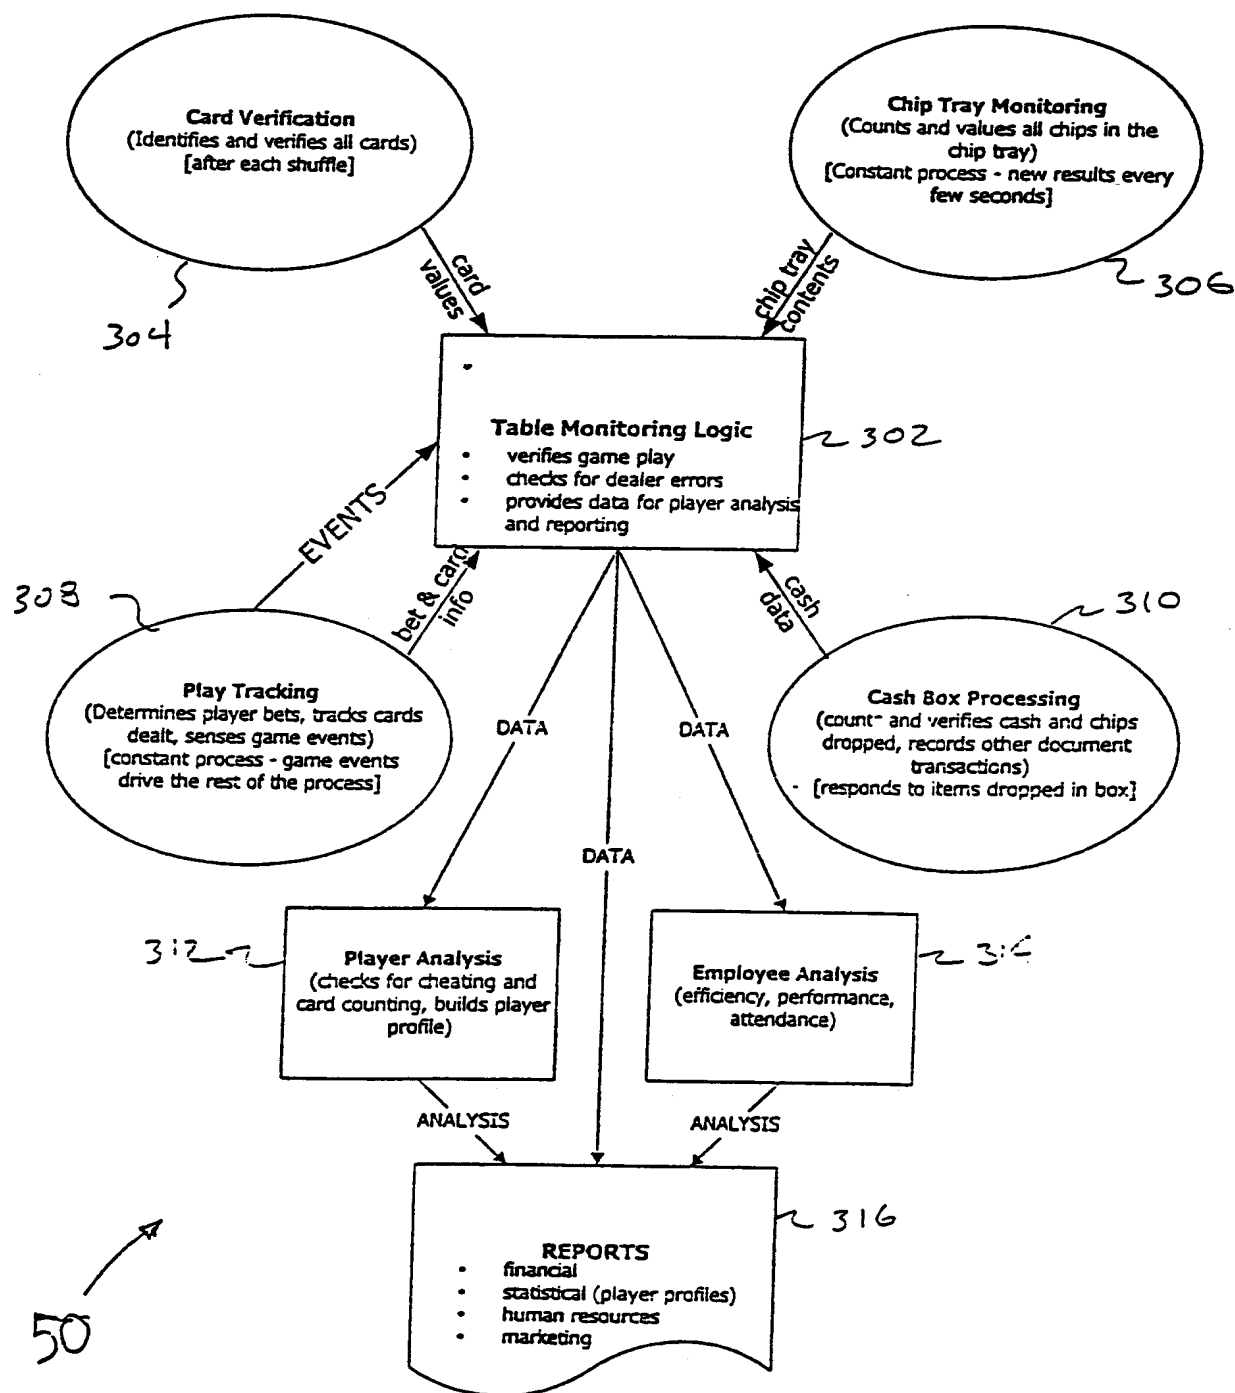 Card Verification
(Identifies and verifies all cards)
[after each shuffle]
304
Chip Tray Monitoring
(Counts and values all chips in the
chip tray)
[Constant process - new results every
few seconds]
306
card
values
chip tray
contents
Table Monitoring Logic
• verifies game play
• checks for dealer errors
• provides data for player analysis
and reporting
302
EVENTS
bet & card
info
cash
data
308
Play Tracking
(Determines player bets, tracks cards
dealt, senses game events)
[constant process - game events
drive the rest of the process]
310
Cash Box Processing
and verifies cash and chips
dropped, records other document
transactions)
[responds to items dropped in box]
DATA
DATA
DATA
312
Player Analysis
(checks for cheating and
card counting, builds player
profile)
Employee Analysis
(efficiency, performance,
attendance)
ANALYSIS
ANALYSIS
316
REPORTS
• financial
• statistical (player profiles)
• human resources
• marketing
50